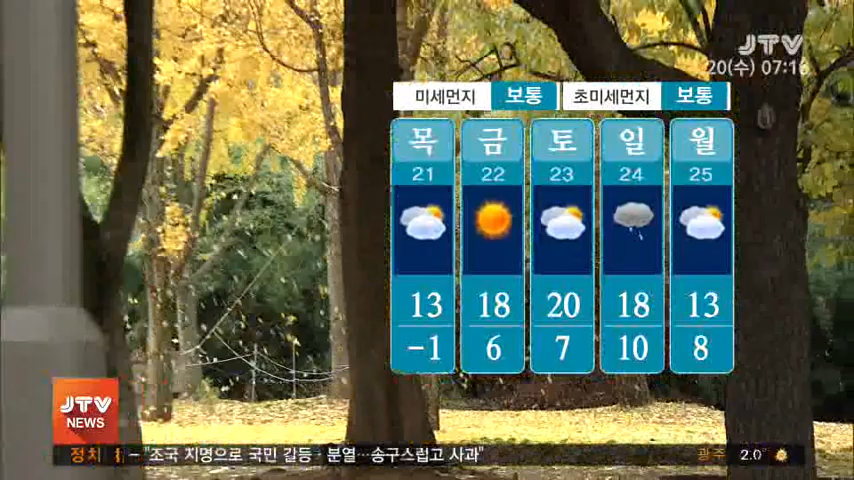 JTV
20(수) 07:16
미세먼지 보통 초미세먼지 보통
목 금 토 일 월
21 22 23 24 25
13 18 20 18 13
-1 6 7 10 8
JTV
NEWS
정치 - "조국 지명으로 국민 갈등·분열…송구스럽고 사과" 광주 2.0°